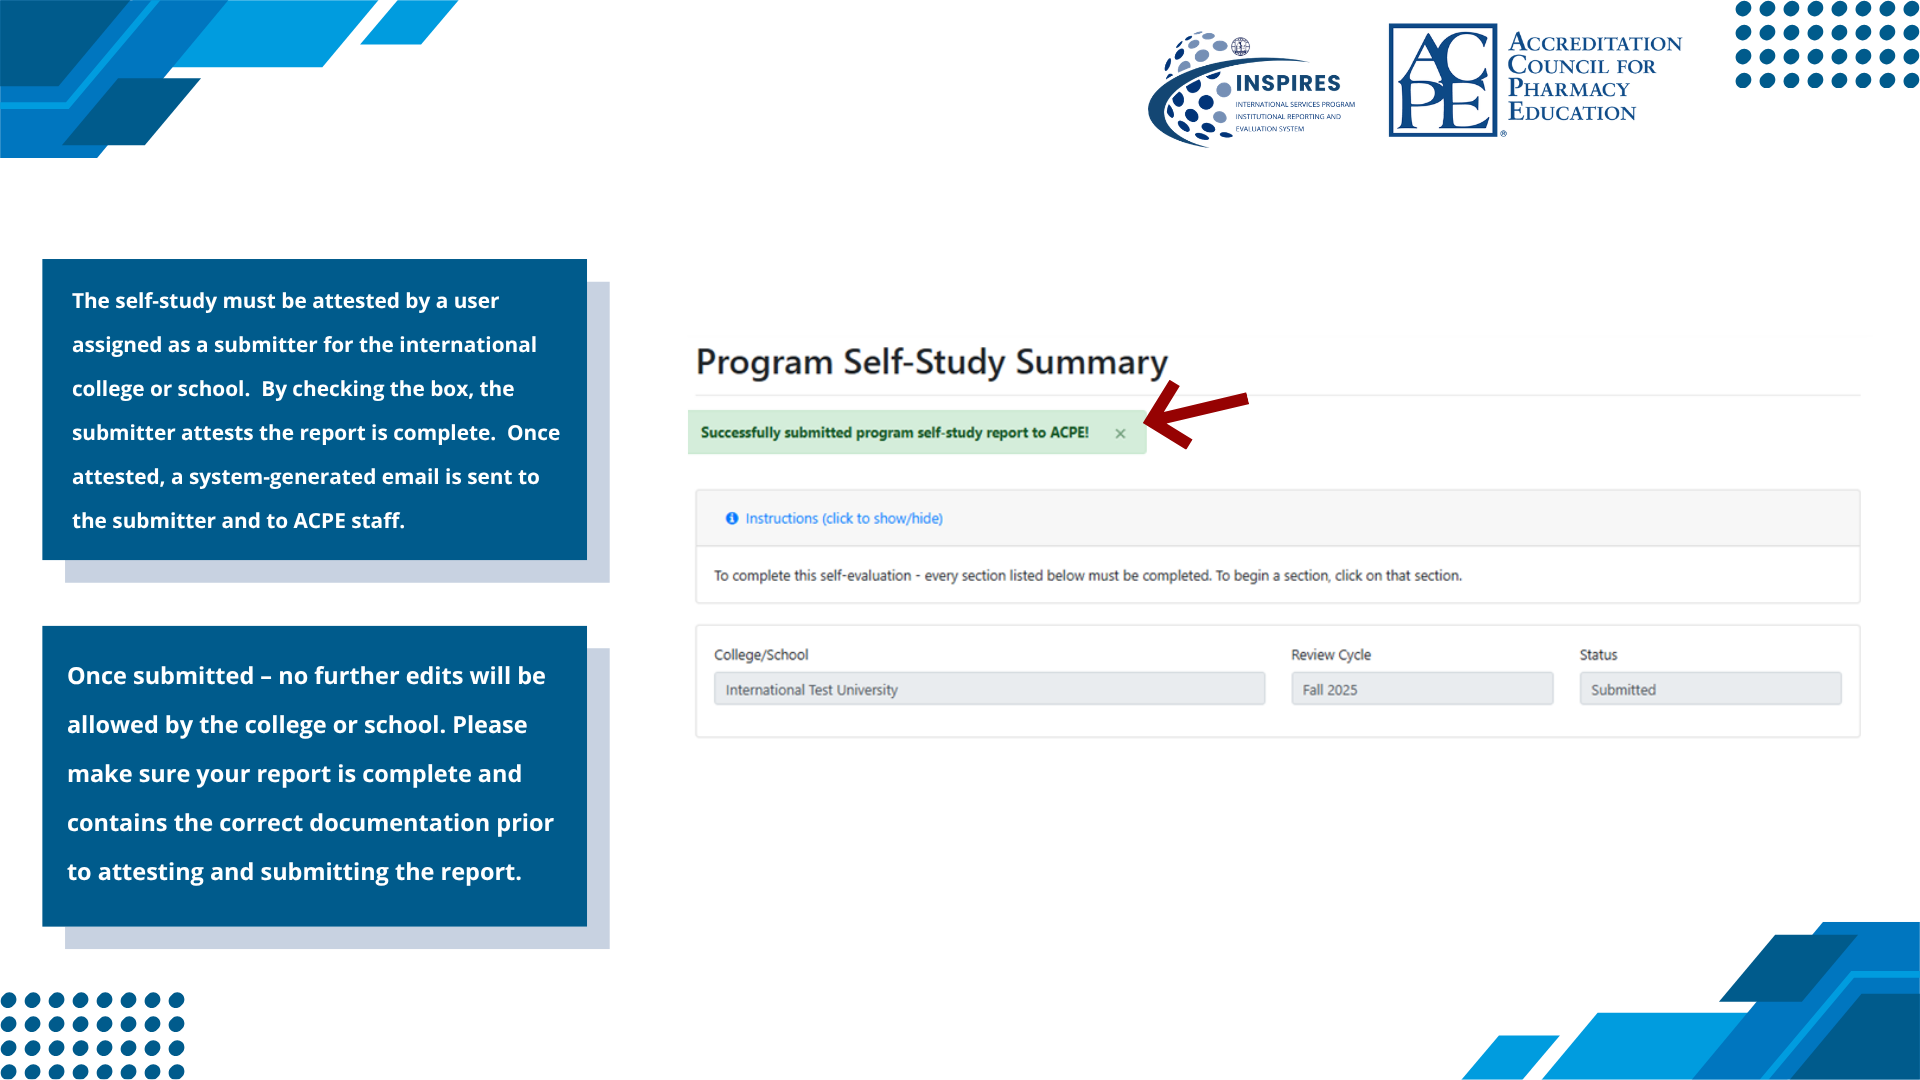 INSPIRES
INTERNATIONAL SERVICES PROGRAM
INSTITUTIONAL REPORTING AND
EVALUATION SYSTEM
AC
PE
®
ACCREDITATION
COUNCIL FOR
PHARMACY
EDUCATION
The self-study must be attested by a user
assigned as a submitter for the international
college or school.  By checking the box, the
submitter attests the report is complete.  Once
attested, a system-generated email is sent to
the submitter and to ACPE staff.
Once submitted – no further edits will be
allowed by the college or school. Please
make sure your report is complete and
contains the correct documentation prior
to attesting and submitting the report.
Program Self-Study Summary
Successfully submitted program self-study report to ACPE! ×
Instructions (click to show/hide)
To complete this self-evaluation - every section listed below must be completed. To begin a section, click on that section.
College/School Review Cycle Status
International Test University Fall 2025 Submitted